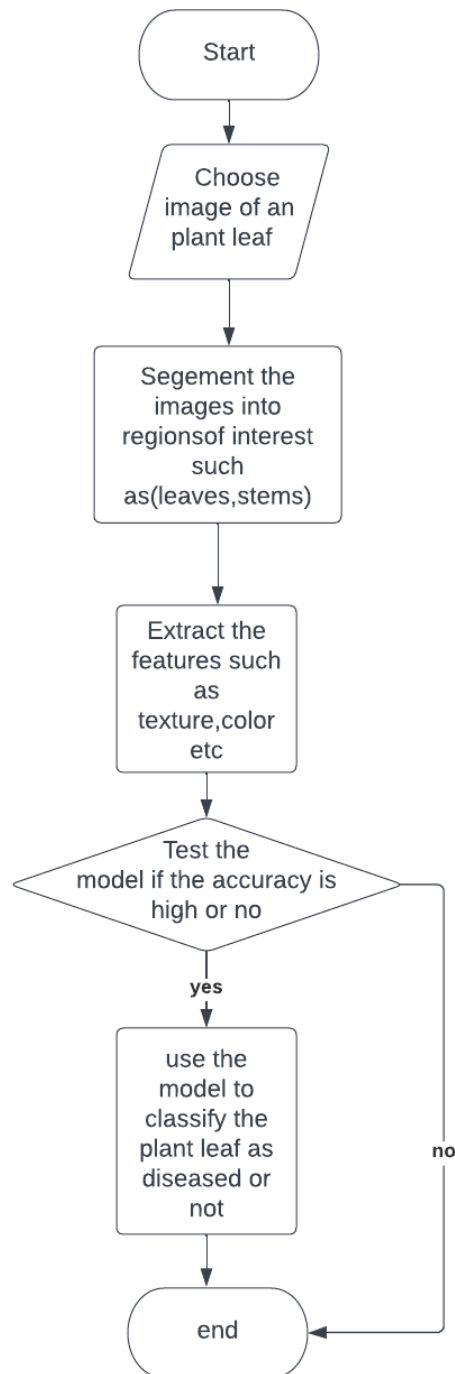 Start
Choose
image of an
plant leaf
Segement the
images into
regionsof interest
such
as(leaves,stems)
Extract the
features such
as
texture,color
etc
Test the
model if the accuracy is
high or no
yes
use the
model to
classify the
plant leaf as
diseased or
not
no
end